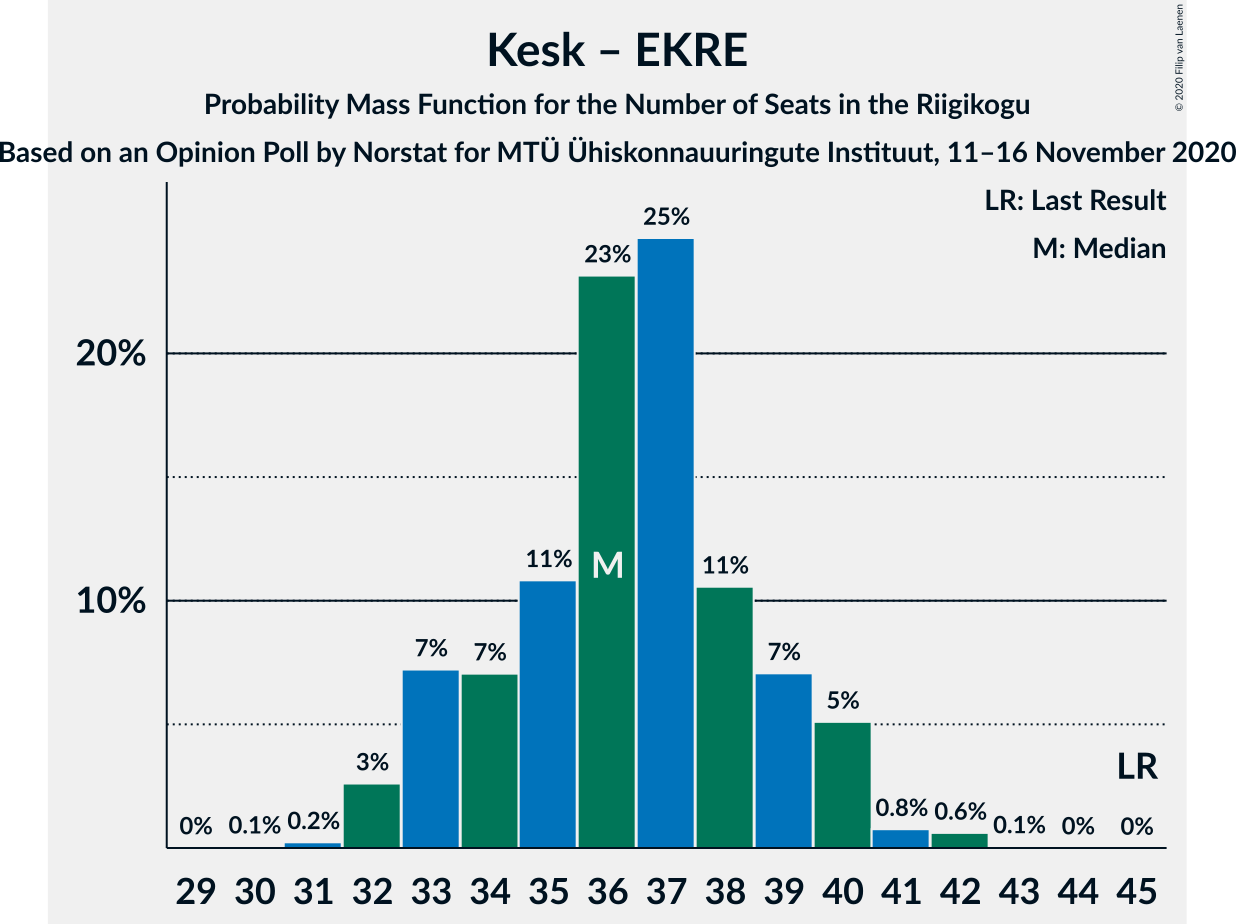 Kesk – EKRE
Probability Mass Function for the Number of Seats in the Riigikogu
Based on an Opinion Poll by Norstat for MTÜ Ühiskonnauuringute Instituut, 11–16 November 2020
© 2020 Filip van Laenen
LR: Last Result
M: Median
25%
23%
20%
11% M 11%
10%
7% 7% 7%
5%
3% LR
0% 0.1% 0.2% 0.8% 0.6% 0.1% 0% 0%
29 30 31 32 33 34 35 36 37 38 39 40 41 42 43 44 45